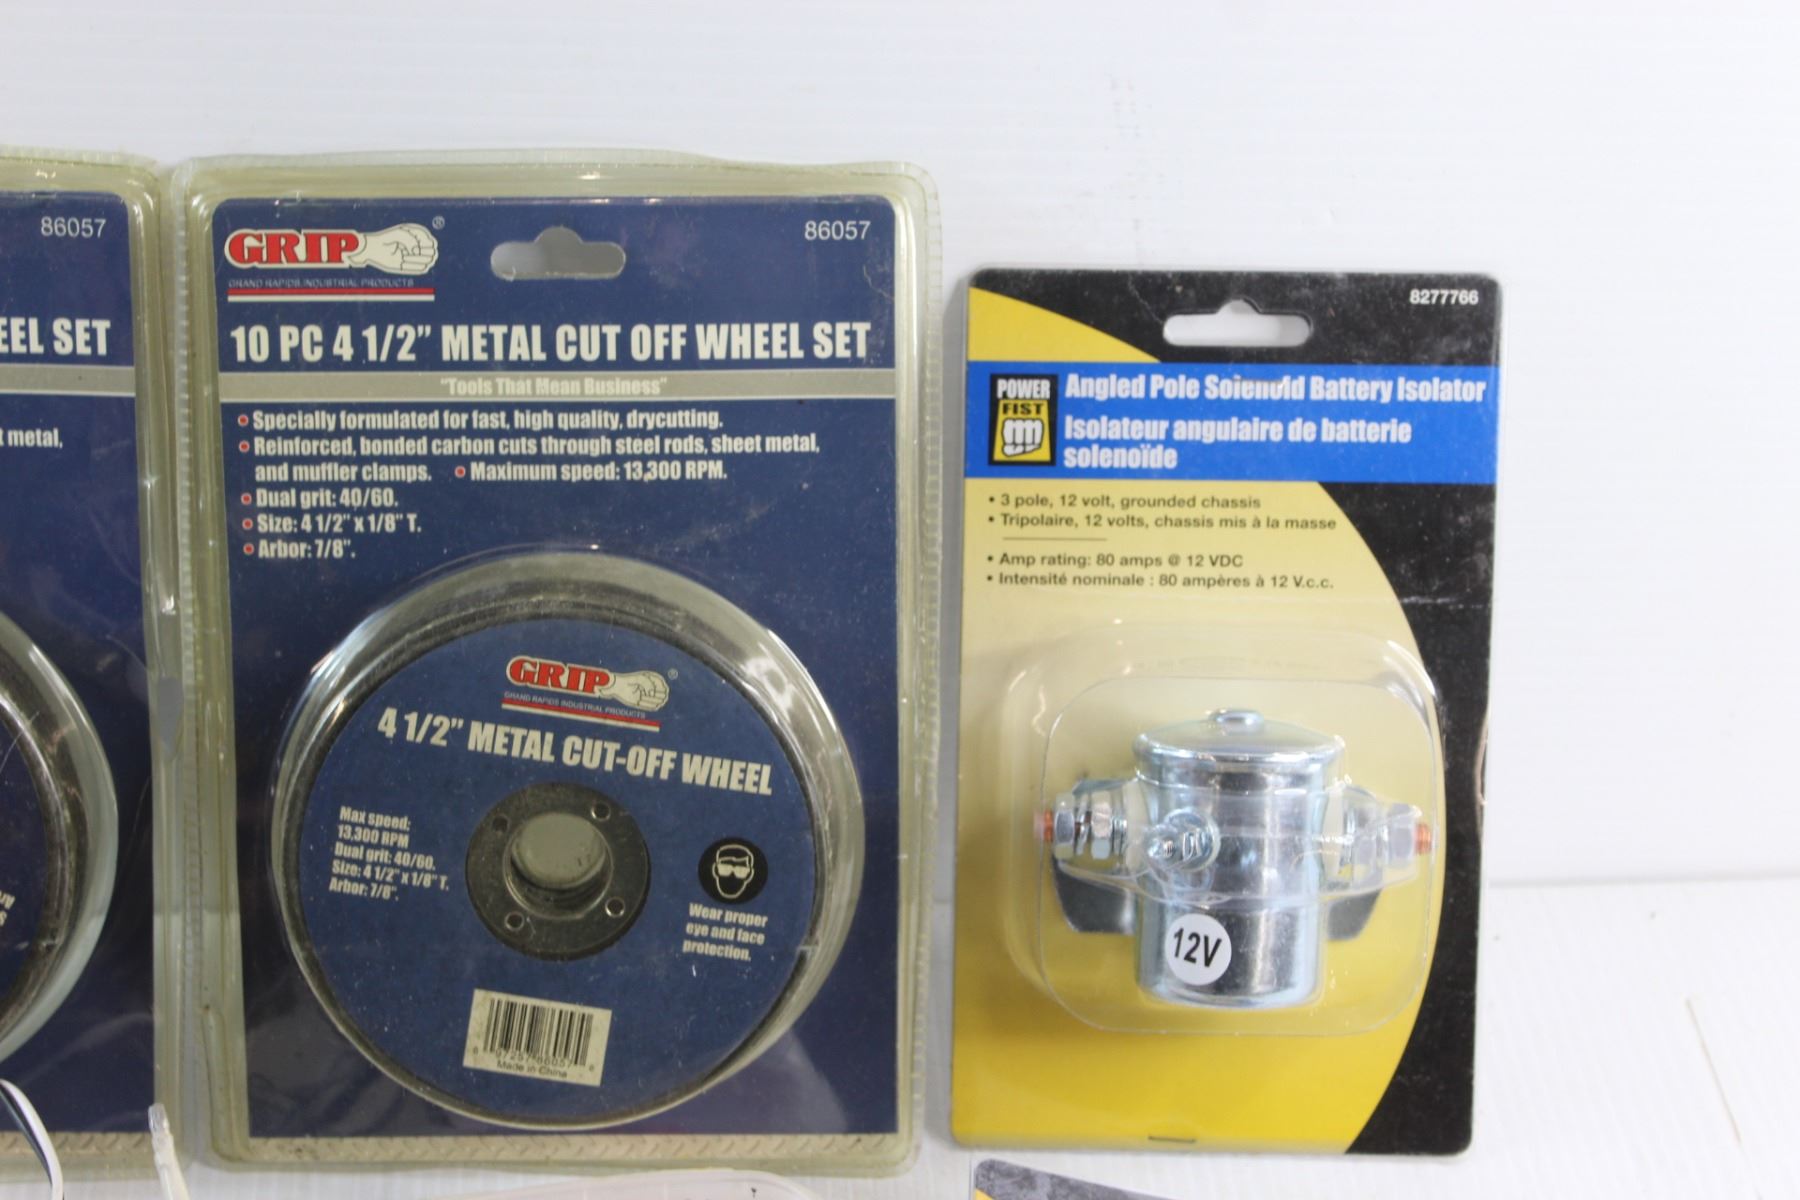 86057
EEL SET
t metal,
GRIP®
GRAND RAPIDS INDUSTRIAL PRODUCTS
86057
10 PC 4 1/2" METAL CUT OFF WHEEL SET
"Tools That Mean Business"
• Specially formulated for fast, high quality, drycutting.
• Reinforced, bonded carbon cuts through steel rods, sheet metal,
and muffler clamps. • Maximum speed: 13,300 RPM.
• Dual grit: 40/60.
• Size: 4 1/2" x 1/8" T.
• Arbor: 7/8".
GRIP®
GRAND RAPIDS INDUSTRIAL PRODUCTS
4 1/2" METAL CUT-OFF WHEEL
Max speed:
13,300 RPM
Dual grit: 40/60.
Size: 4 1/2" x 1/8" T.
Arbor: 7/8".
Wear proper
eye and face
protection.
Made in China
8277766
POWER
FIST
Angled Pole Solenoid Battery Isolator
Isolateur angulaire de batterie
solenoïde
• 3 pole, 12 volt, grounded chassis
• Tripolaire, 12 volts, chassis mis à la masse
• Amp rating: 80 amps @ 12 VDC
• Intensité nominale : 80 ampères à 12 V.c.c.
12V